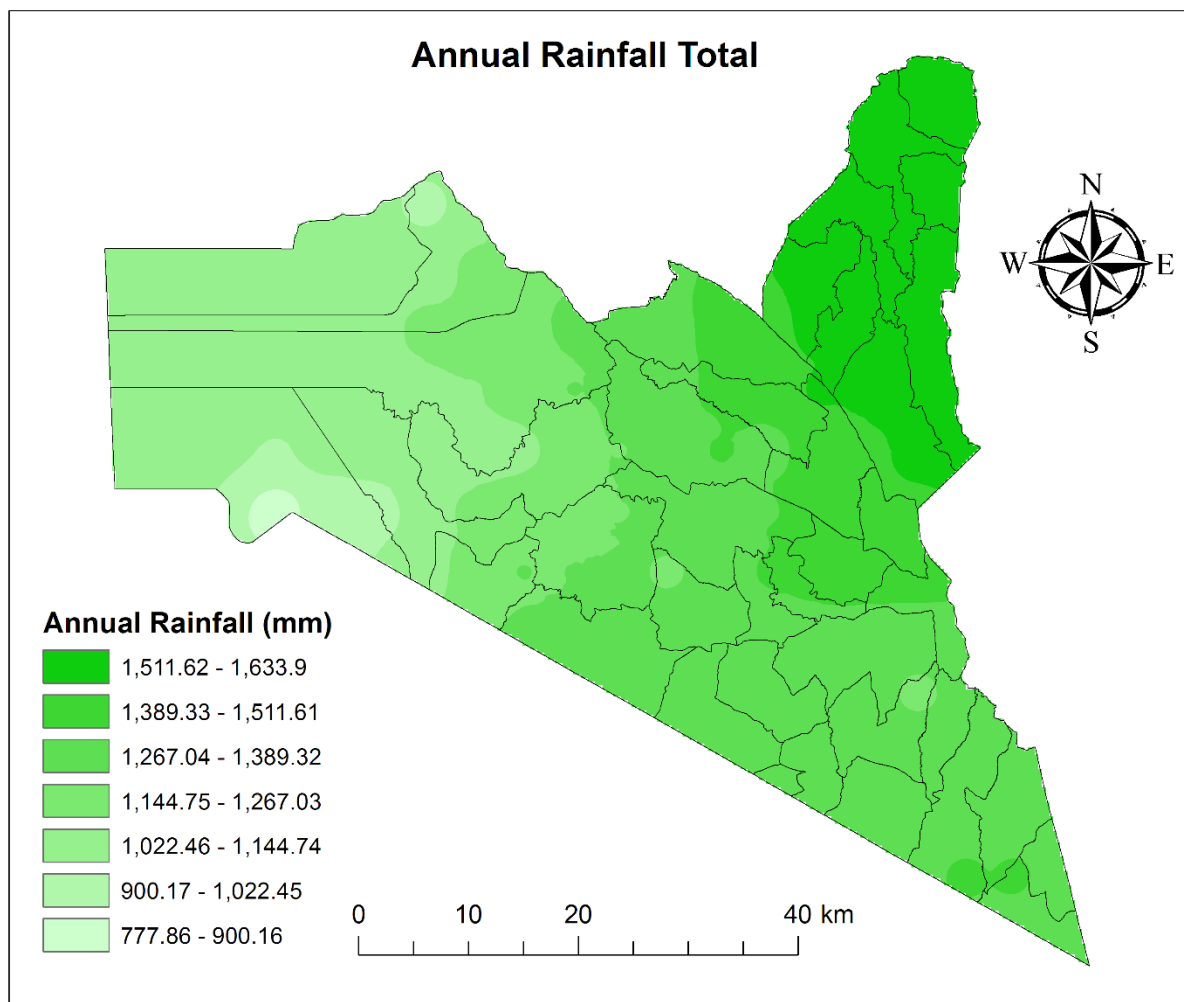 Annual Rainfall Total
N
W E
S
Annual Rainfall (mm)
1,511.62 - 1,633.9
1,389.33 - 1,511.61
1,267.04 - 1,389.32
1,144.75 - 1,267.03
1,022.46 - 1,144.74
900.17 - 1,022.45
777.86 - 900.16
0 10 20 40 km